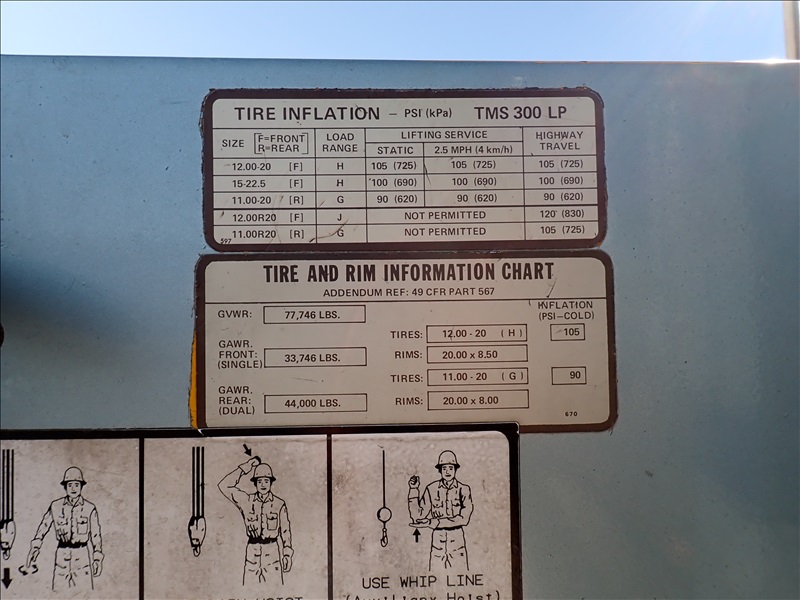 TIRE INFLATION – PSI (kPa) TMS 300 LP
SIZE [F=FRONT R=REAR] LOAD RANGE LIFTING SERVICE HIGHWAY TRAVEL
STATIC 2.5 MPH (4 km/h)
12.00-20 [F] H 105 (725) 105 (725) 105 (725)
15-22.5 [F] H 100 (690) 100 (690) 100 (690)
11.00-20 [R] G 90 (620) 90 (620) 90 (620)
12.00R20 [F] J NOT PERMITTED 120 (830)
11.00R20 [R] G NOT PERMITTED 105 (725)
597
TIRE AND RIM INFORMATION CHART
ADDENDUM REF: 49 CFR PART 567
INFLATION
(PSI-COLD)
GVWR: 77,746 LBS.
TIRES: 12.00 - 20 ( H ) 105
GAWR.
FRONT: 33,746 LBS.
(SINGLE)
RIMS: 20.00 x 8.50
TIRES: 11.00 - 20 ( G ) 90
GAWR.
REAR: 44,000 LBS.
(DUAL)
RIMS: 20.00 x 8.00
670
USE WHIP LINE
(Auxiliary Hoist)